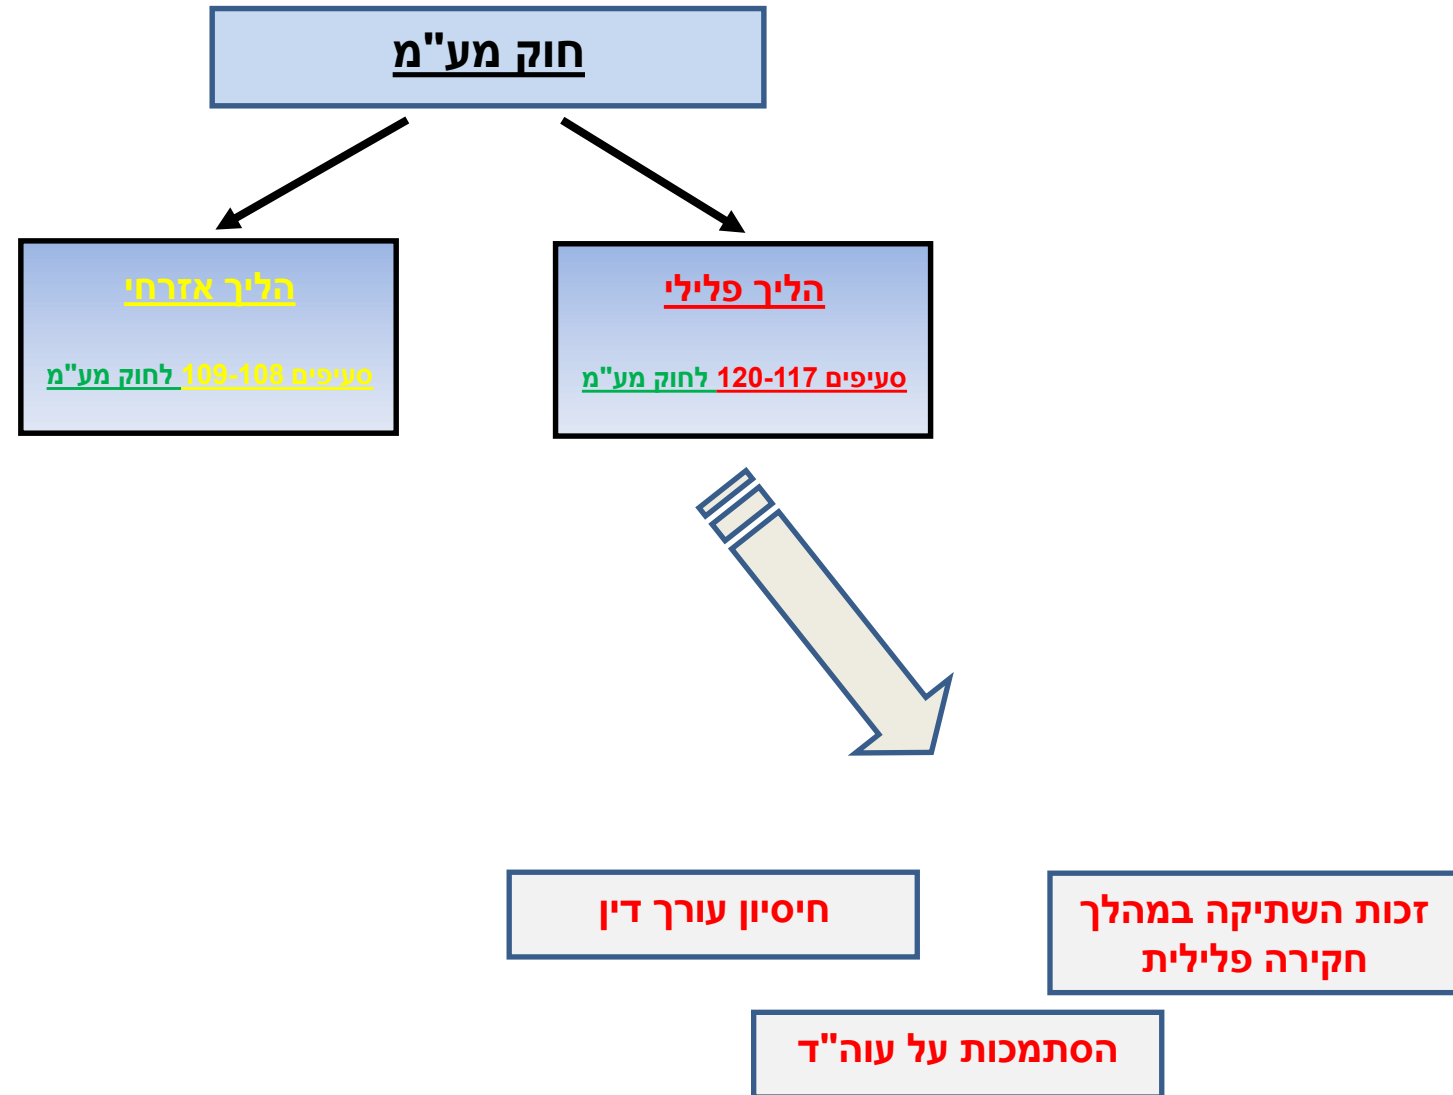 חוק מע"מ
הליך פלילי
סעיפים 120-117 לחוק מע"מ
הליך אזרחי
סעיפים 109-108 לחוק מע"מ
זכות השתיקה במהלך
חקירה פלילית
חיסיון עורך דין
הסתמכות על עוה"ד